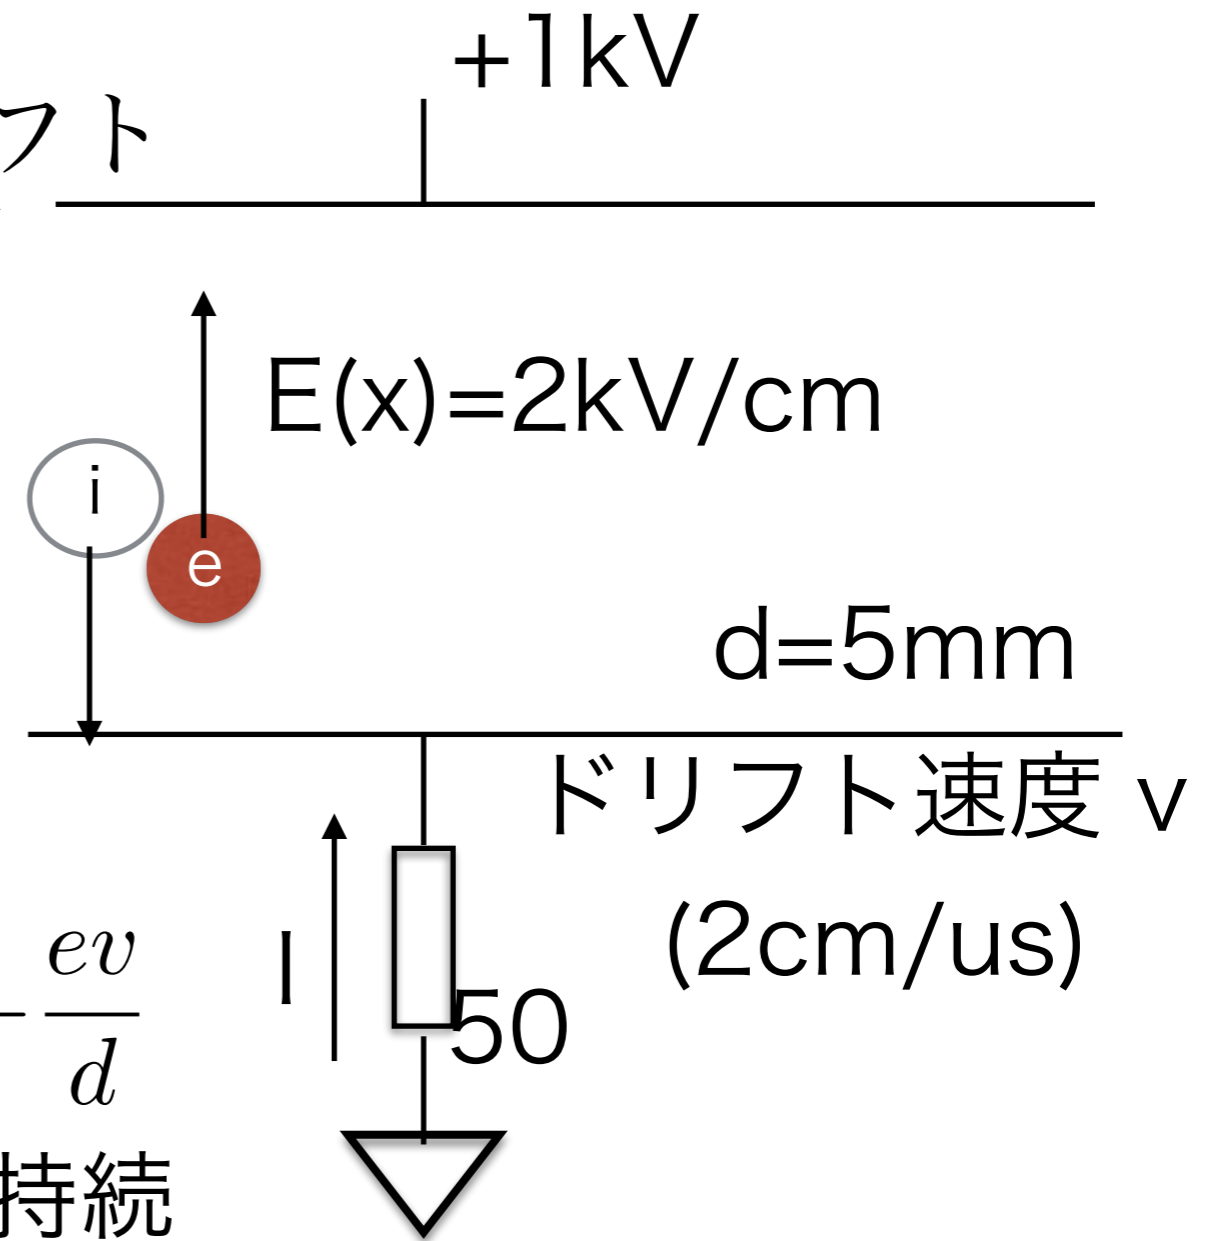 +1kV
フト
E(x)=2kV/cm
i
e
d=5mm
ドリフト速度 v
(2cm/us)
I
50
-ev/d
持続